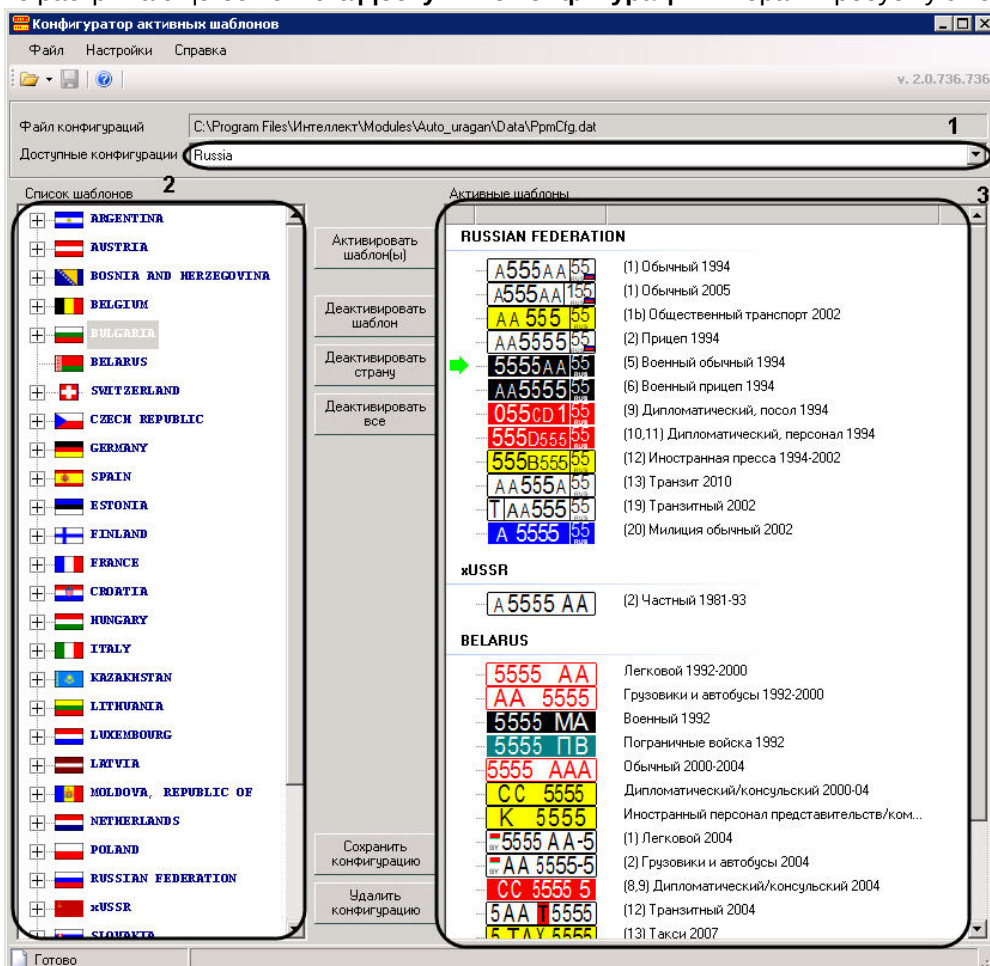 Конфигуратор активных шаблонов
Файл Настройки Справка
v. 2.0.736.736
Файл конфигураций C:\Program Files\Интеллект\Modules\Auto_uragan\Data\PpmCfg.dat
1
Доступные конфигурации Russia
Список шаблонов
2
ARGENTINA
AUSTRIA
BOSNIA AND HERZEGOVINA
BELGIUM
BULGARIA
BELARUS
SWITZERLAND
CZECH REPUBLIC
GERMANY
SPAIN
ESTONIA
FINLAND
FRANCE
CROATIA
HUNGARY
ITALY
KAZAKHSTAN
LITHUANIA
LUXEMBOURG
LATVIA
MOLDOVA, REPUBLIC OF
NETHERLANDS
POLAND
RUSSIAN FEDERATION
xUSSR
SLOVAKIA
Активировать
шаблон(ы)
Деактивировать
шаблон
Деактивировать
страну
Деактивировать
все
Сохранить
конфигурацию
Удалить
конфигурацию
Активные шаблоны
3
RUSSIAN FEDERATION
A555AA 55 (1) Обычный 1994
A555AA 155 (1) Обычный 2005
AA 555 55 (1b) Общественный транспорт 2002
AA5555 55 (2) Прицеп 1994
5555AA 55 (5) Военный обычный 1994
AA5555 55 (6) Военный прицеп 1994
055CD1 55 (9) Дипломатический, посол 1994
555D555 55 (10,11) Дипломатический, персонал 1994
555B555 55 (12) Иностранная пресса 1994-2002
AA555A 55 (13) Транзит 2010
TAA555 55 (19) Транзитный 2002
A 5555 55 (20) Милиция обычный 2002
xUSSR
A 5555 AA (2) Частный 1981-93
BELARUS
5555 AA Легковой 1992-2000
AA 5555 Грузовики и автобусы 1992-2000
5555 MA Военный 1992
5555 ПВ Пограничные войска 1992
5555 AAA Обычный 2000-2004
CC 5555 Дипломатический/консульский 2000-04
K 5555 Иностранный персонал представительств/ком...
5555 AA-5 (1) Легковой 2004
AA 5555-5 (2) Грузовики и автобусы 2004
CC 5555 5 (8,9) Дипломатический/консульский 2004
5AA T 5555 (12) Транзитный 2004
5 TAX 5555 (13) Такси 2007
Готово